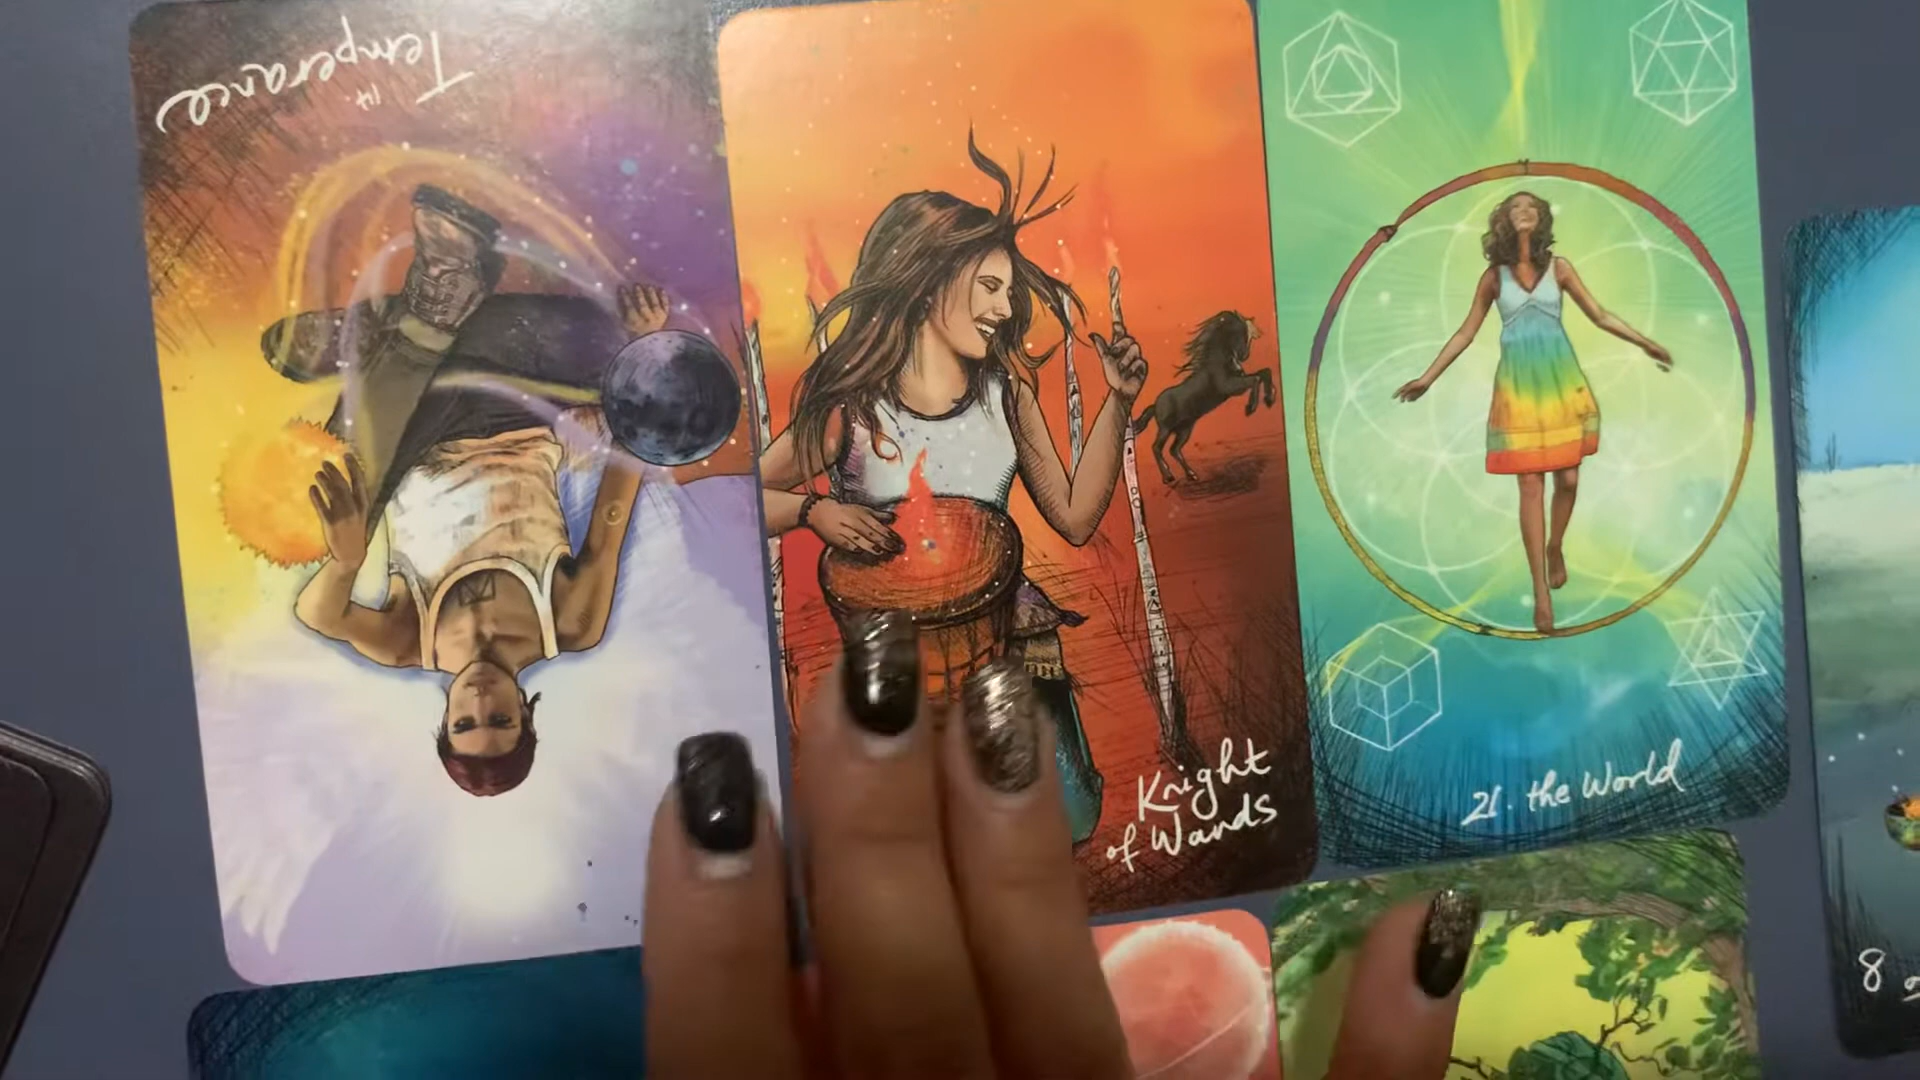 14
Temperance
Knight
of Wands
21. the World
8